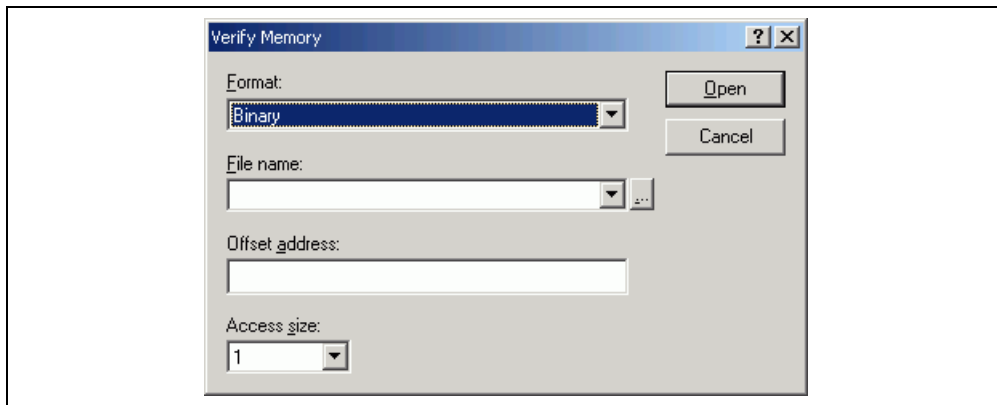 Verify Memory
Format:
Open
Binary
Cancel
File name:
...
Offset address:
Access size:
1